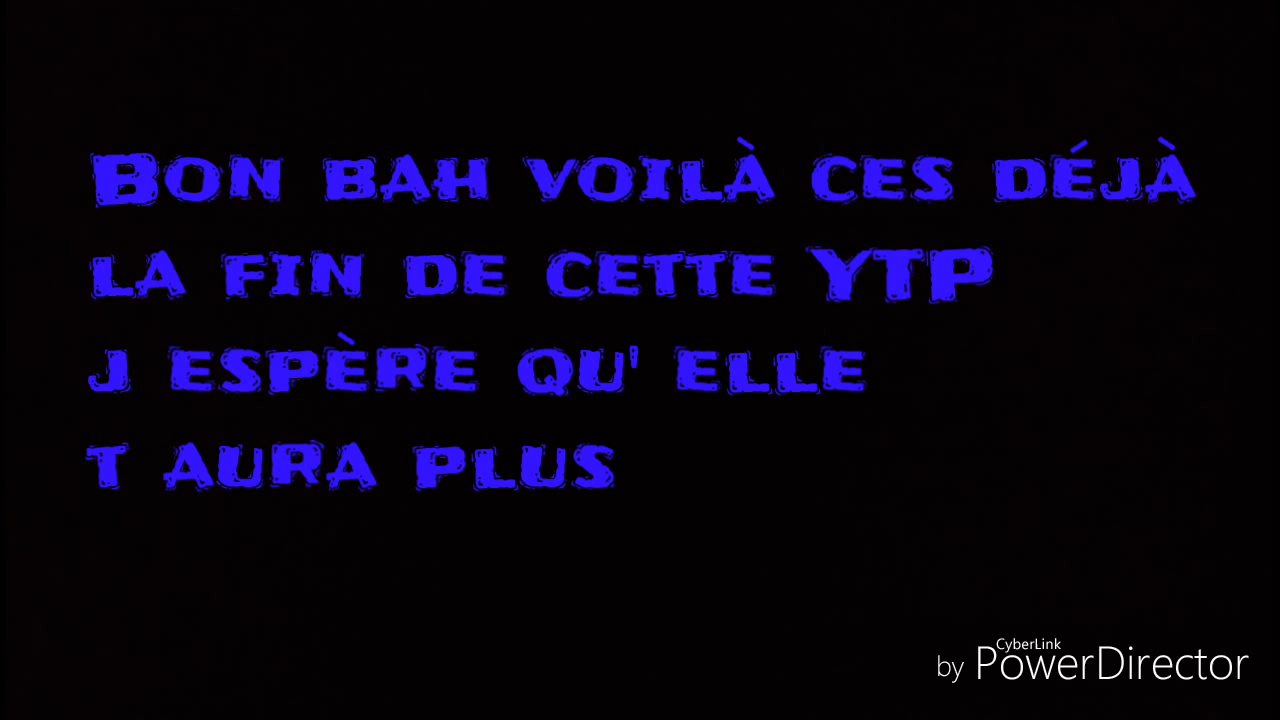 Bon bah voilà ces déjà
la fin de cette YTP
j espère qu' elle
t aura plus
by CyberLink PowerDirector